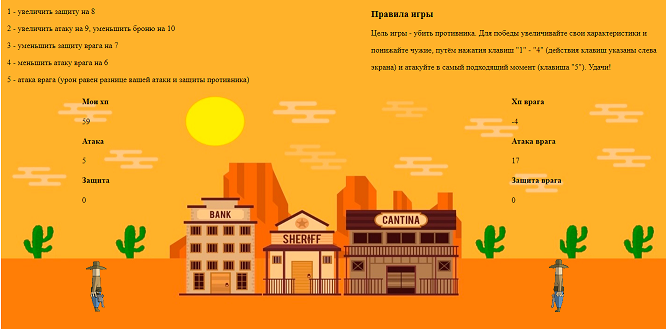 1 - увеличить защиту на 8
2 - увеличить атаку на 9, уменьшить броню на 10
3 - уменьшить защиту врага на 7
4 - меньшить атаку врага на 6
5 - атака врага (урон равен разнице вашей атаки и защиты противника)
Правила игры
Цель игры - убить противника. Для победы увеличивайте свои характеристики и
понижайте чужие, путём нажатия клавиш "1" - "4" (действия клавиш указаны слева
экрана) и атакуйте в самый подходящий момент (клавиша "5"). Удачи!
Мои хп
59
Атака
5
Защита
0
Хп врага
-4
Атака врага
17
Защита врага
0
BANK
SHERIFF
CANTINA